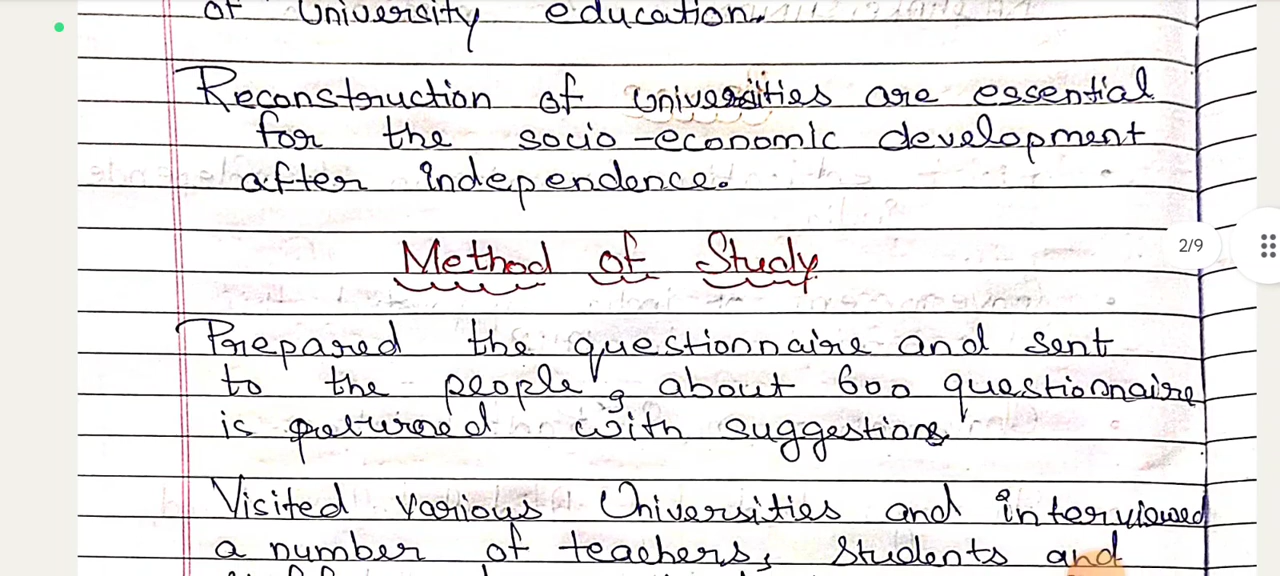 of University education.
Reconstruction of Universities are essential
for the socio-economic development
after independence.
Method of Study
2/9
Prepared the questionnaire and sent
to the people, about 600 questionnaire
is returned with suggestions.
Visited various Universities and interviewed
a number of teachers, students and